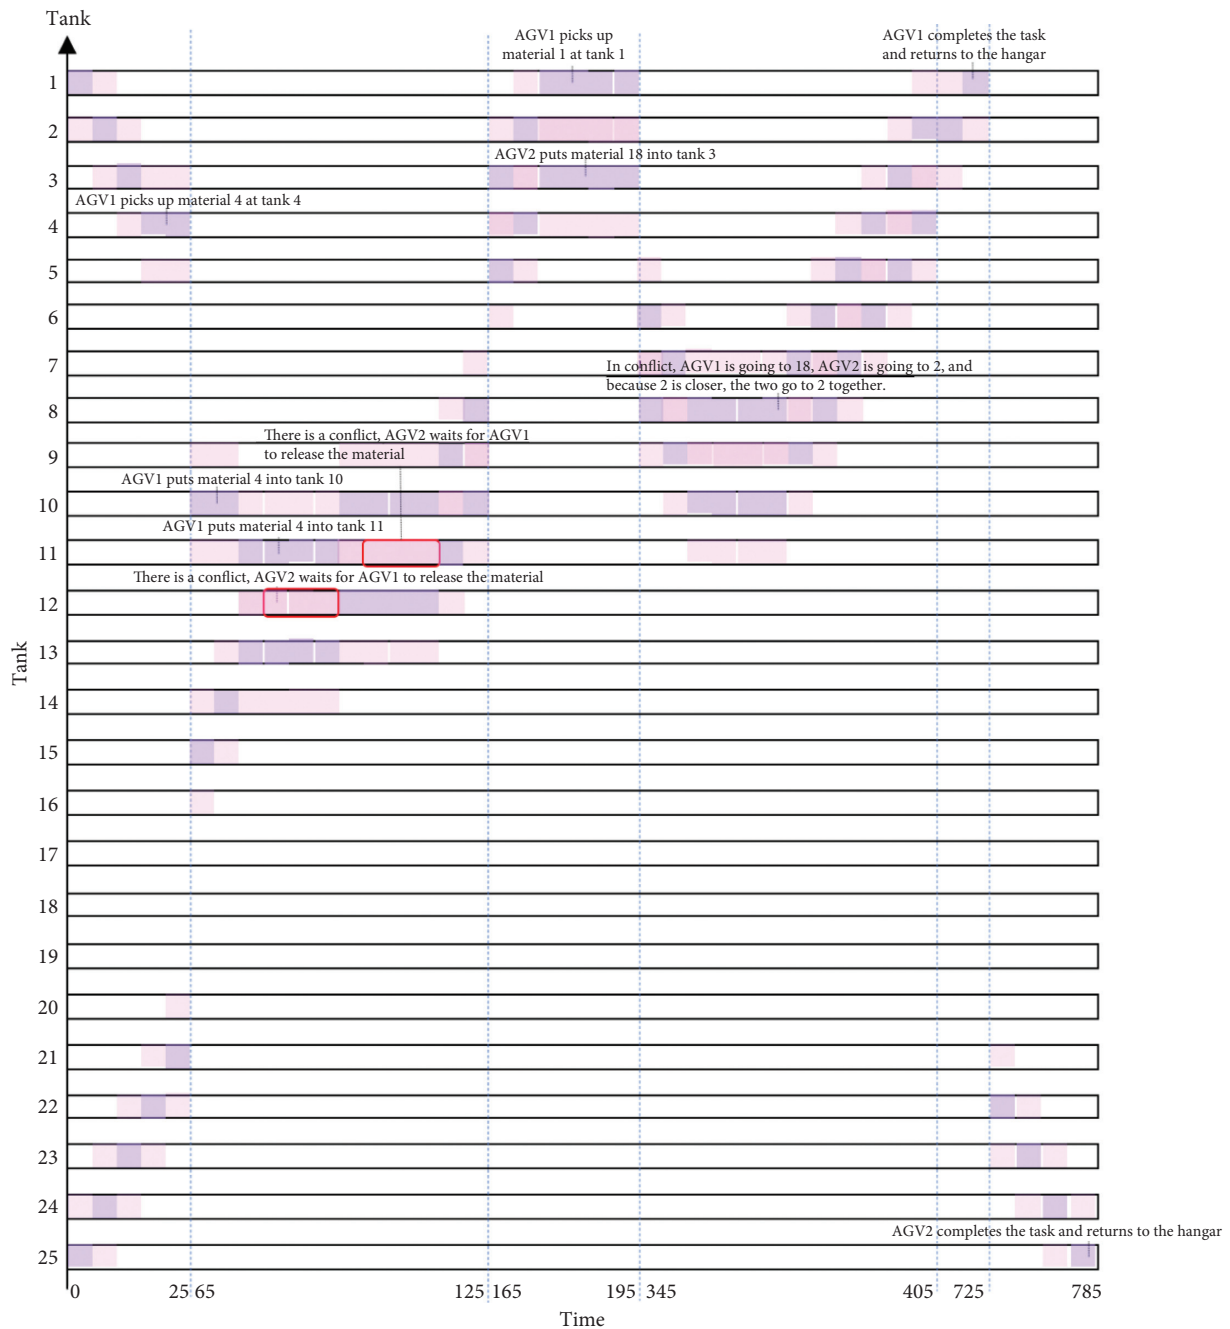 Tank
AGV1 picks up
material 1 at tank 1
AGV1 completes the task
and returns to the hangar
1
2
AGV2 puts material 18 into tank 3
3
AGV1 picks up material 4 at tank 4
4
5
6
7
In conflict, AGV1 is going to 18, AGV2 is going to 2, and
because 2 is closer, the two go to 2 together.
8
There is a conflict, AGV2 waits for AGV1
to release the material
9
AGV1 puts material 4 into tank 10
10
AGV1 puts material 4 into tank 11
11
There is a conflict, AGV2 waits for AGV1 to release the material
12
13
Tank
14
15
16
17
18
19
20
21
22
23
24
AGV2 completes the task and returns to the hangar
25
0 25 65 125 165 195 345 405 725 785
Time